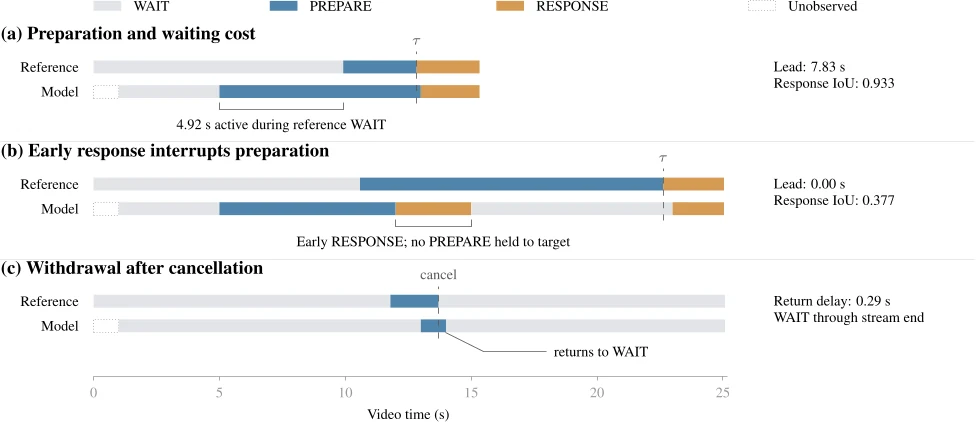 WAIT PREPARE RESPONSE Unobserved
(a) Preparation and waiting cost
τ
Reference
Lead: 7.83 s
Model
Response IoU: 0.933
4.92 s active during reference WAIT
(b) Early response interrupts preparation
τ
Reference
Lead: 0.00 s
Model
Response IoU: 0.377
Early RESPONSE; no PREPARE held to target
(c) Withdrawal after cancellation
cancel
Reference
Return delay: 0.29 s
Model
WAIT through stream end
returns to WAIT
0 5 10 15 20 25
Video time (s)